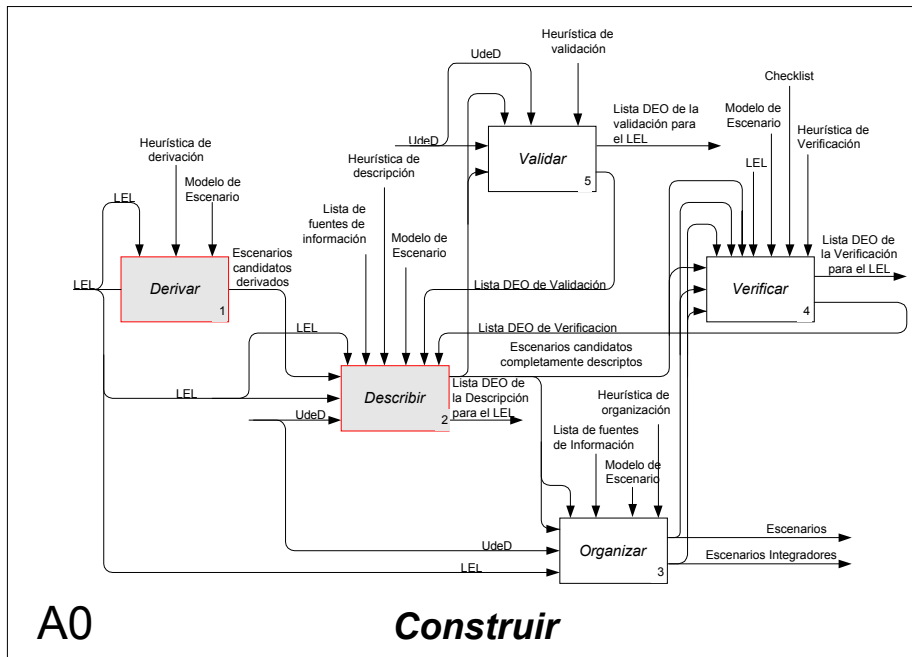 Heurística de
validación
UdeD
Checklist
Lista DEO de la
validación para
el LEL
Modelo de
Escenario
Heurística de
Verificación
Heurística de
derivación
UdeD
Validar
5
Heurística de
descripción
LEL
Modelo de
Escenario
LEL
Lista de
fuentes de
información
Modelo de
Escenario
Escenarios
candidatos
derivados
Lista DEO de
la Verificación
para el LEL
LEL
Derivar
1
Lista DEO de Validación
Verificar
4
LEL
Lista DEO de Verificacion
Escenarios candidatos
completamente descriptos
LEL
Describir
2
Lista DEO de
la Descripción
para el LEL
Heurística de
organización
UdeD
Lista de fuentes
de Información
Modelo de
Escenario
Escenarios
UdeD
Organizar
3
Escenarios Integradores
LEL
A0
Construir